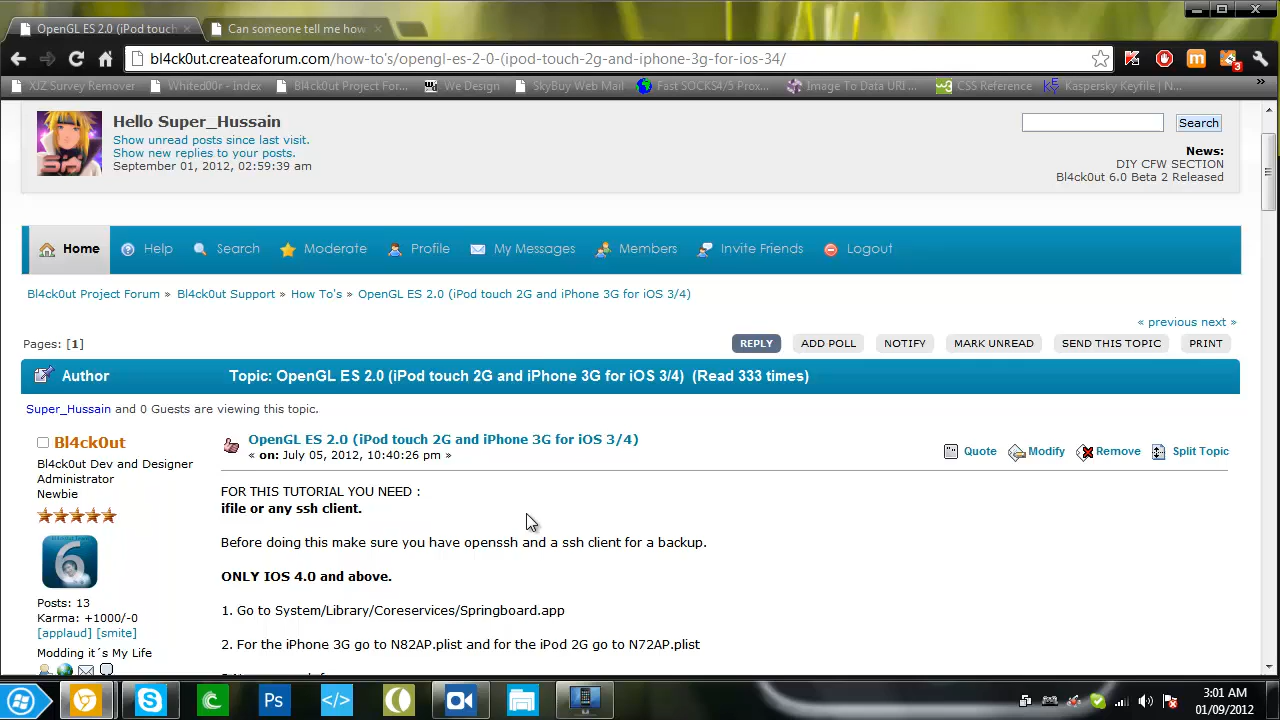 OpenGL ES 2.0 (iPod touch
Can someone tell me how
bl4ck0ut.createaforum.com/how-to's/opengl-es-2-0-(ipod-touch-2g-and-iphone-3g-for-ios-34/
3
XJZ Survey Remover
Whited00r - Index
Bl4ck0ut Project For...
We Design
SkyBuy Web Mail
Fast SOCKS4/5 Prox...
Image To Data URI ...
CSS Reference
Kaspersky Keyfile | N...
»
Hello Super_Hussain
Show unread posts since last visit.
Show new replies to your posts.
September 01, 2012, 02:59:39 am
Search
News:
DIY CFW SECTION
Bl4ck0ut 6.0 Beta 2 Released
Home
Help
Search
Moderate
Profile
My Messages
Members
Invite Friends
Logout
Bl4ck0ut Project Forum » Bl4ck0ut Support » How To's » OpenGL ES 2.0 (iPod touch 2G and iPhone 3G for iOS 3/4)
« previous next »
Pages: [1]
REPLY
ADD POLL
NOTIFY
MARK UNREAD
SEND THIS TOPIC
PRINT
Author
Topic: OpenGL ES 2.0 (iPod touch 2G and iPhone 3G for iOS 3/4) (Read 333 times)
Super_Hussain and 0 Guests are viewing this topic.
Bl4ck0ut
Bl4ck0ut Dev and Designer
Administrator
Newbie
6
Posts: 13
Karma: +1000/-0
[applaud] [smite]
Modding it´s My Life
OpenGL ES 2.0 (iPod touch 2G and iPhone 3G for iOS 3/4)
« on: July 05, 2012, 10:40:26 pm »
Quote
Modify
Remove
Split Topic
FOR THIS TUTORIAL YOU NEED :
ifile or any ssh client.
Before doing this make sure you have openssh and a ssh client for a backup.
ONLY IOS 4.0 and above.
1. Go to System/Library/Coreservices/Springboard.app
2. For the iPhone 3G go to N82AP.plist and for the iPod 2G go to N72AP.plist
Ps
3:01 AM
01/09/2012